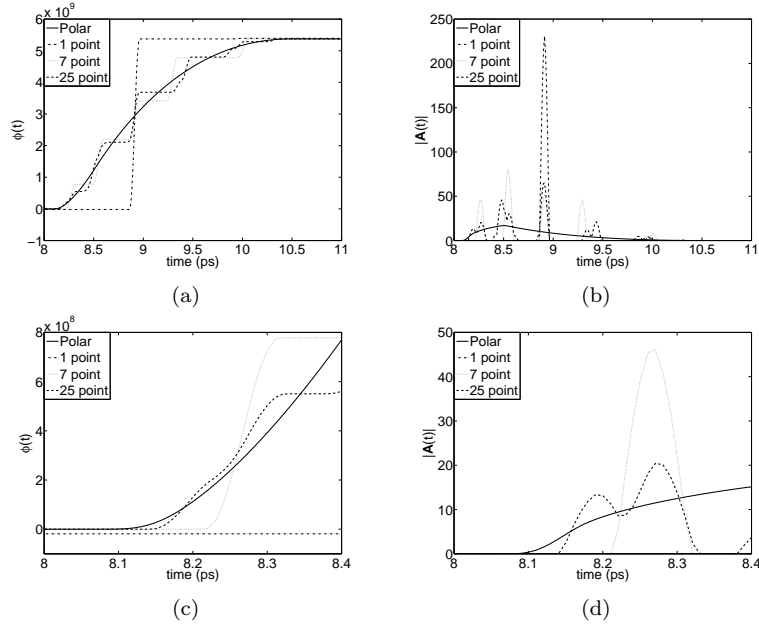 x 10⁹
6
5
4
3
2
1
0
−1
8
8.5
9
9.5
10
10.5
11
φ(t)
time (ps)
Polar
1 point
7 point
25 point
(a)
250
200
150
100
50
0
8
8.5
9
9.5
10
10.5
11
|A(t)|
time (ps)
Polar
1 point
7 point
25 point
(b)
x 10⁸
8
6
4
2
0
8
8.1
8.2
8.3
8.4
φ(t)
time (ps)
Polar
1 point
7 point
25 point
(c)
50
40
30
20
10
0
8
8.1
8.2
8.3
8.4
|A(t)|
time (ps)
Polar
1 point
7 point
25 point
(d)